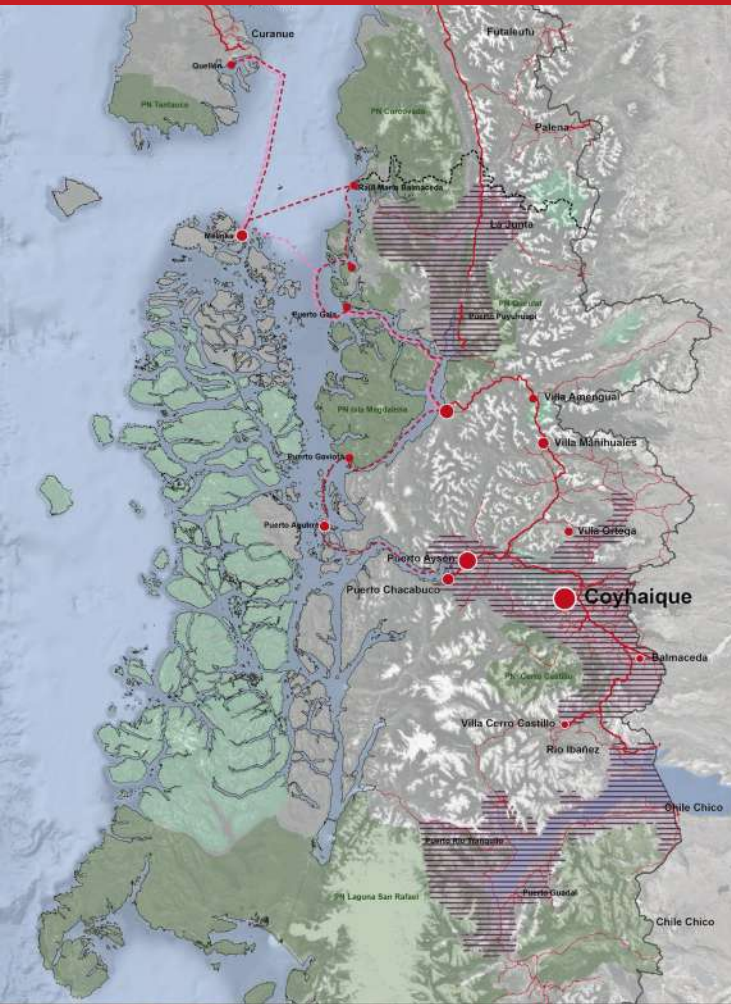 Curanue
Futaleufu
Quellón
PN Tantauco
PN Corcovado
Palena
Raúl Marín Balmaceda
La Junta
Melinka
PN Queulat
Puerto Gala
Puerto Puyuhuapi
Villa Amengual
PN Isla Magdalena
Villa Mañihuales
Puerto Gaviota
Puerto Aguirre
Villa Ortega
Puerto Aysén
Puerto Chacabuco
Coyhaique
Balmaceda
PN Cerro Castillo
Villa Cerro Castillo
Rio Ibañez
Chile Chico
Puerto Rio Tranquilo
Puerto Guadal
PN Laguna San Rafael
Chile Chico